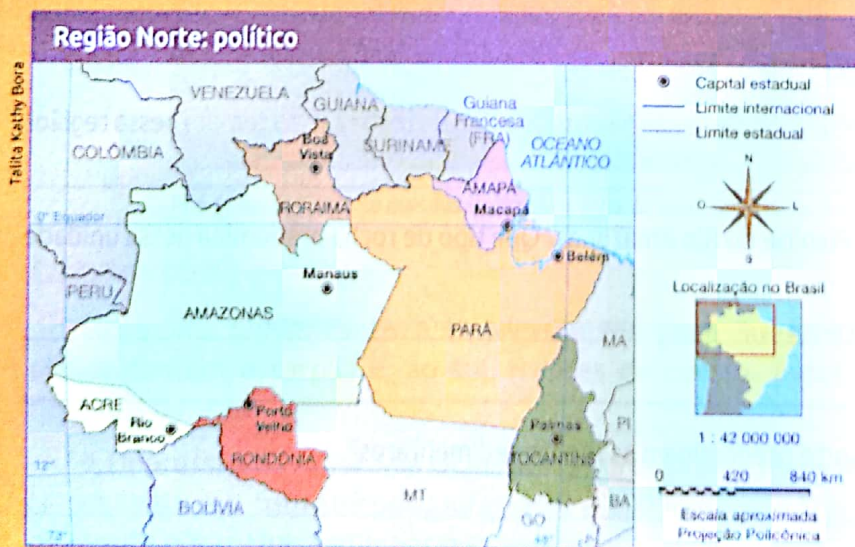 Região Norte: político
Talita Kathy Bora
VENEZUELA
GUIANA
Guiana
Francesa
(FRA)
SURINAME
COLÔMBIA
OCEANO
ATLÂNTICO
Boa
Vista
RORAIMA
AMAPÁ
Macapá
0° Equador
Belém
Manaus
PERU
AMAZONAS
PARÁ
MA
ACRE
Rio
Branco
Porto
Velho
RONDÔNIA
Palmas
TOCANTINS
PI
12°
MT
BA
BOLÍVIA
GO
Capital estadual
Limite internacional
Limite estadual
N
O
L
S
Localização no Brasil
1 : 42 000 000
0 420 840 km
Escala aproximada
Projeção Policônica